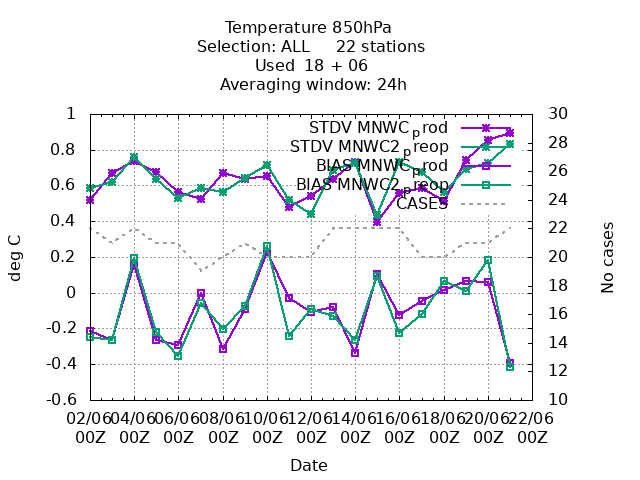 Temperature 850hPa
Selection: ALL 22 stations
Used 18 + 06
Averaging window: 24h
STDV MNWC_prod
STDV MNWC2_preop
BIAS MNWC_prod
BIAS MNWC2_preop
CASES
1
0.8
0.6
0.4
0.2
0
-0.2
-0.4
-0.6
deg C
30
28
26
24
22
20
18
16
14
12
10
No cases
02/06 04/06 06/06 08/06 10/06 12/06 14/06 16/06 18/06 20/06 22/06
00Z 00Z 00Z 00Z 00Z 00Z 00Z 00Z 00Z 00Z 00Z
Date